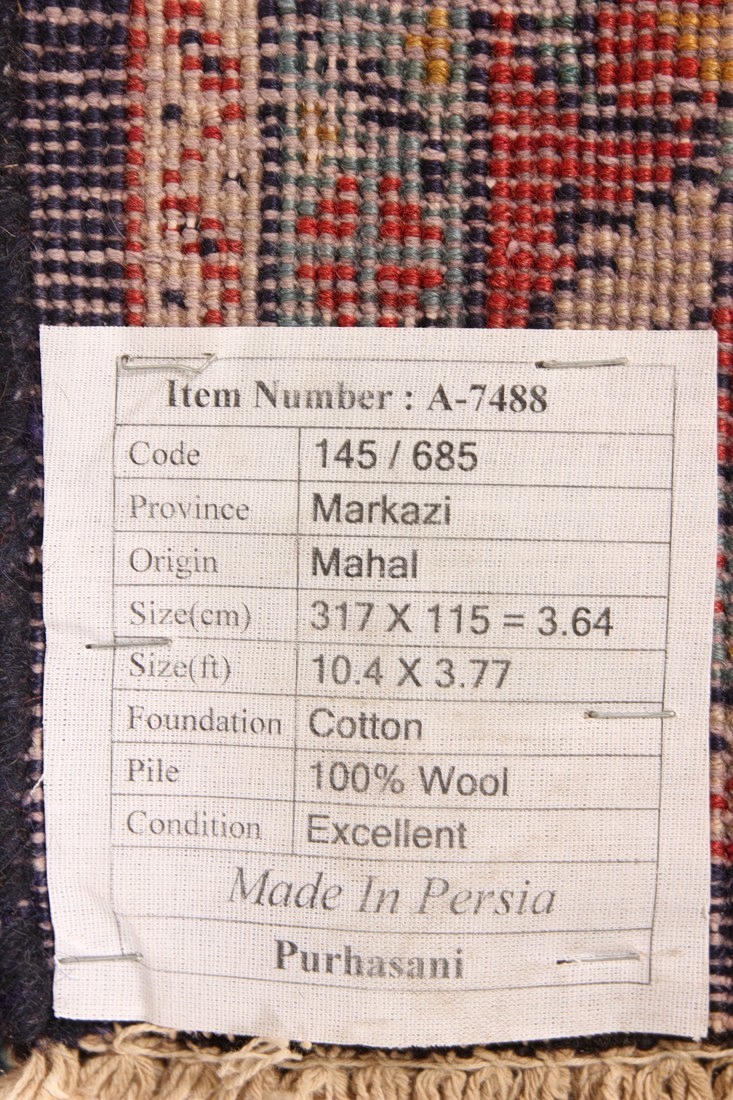 Item Number : A-7488
Code 145 / 685
Province Markazi
Origin Mahal
Size(cm) 317 X 115 = 3.64
Size(ft) 10.4 X 3.77
Foundation Cotton
Pile 100% Wool
Condition Excellent
Made In Persia
Purhasani